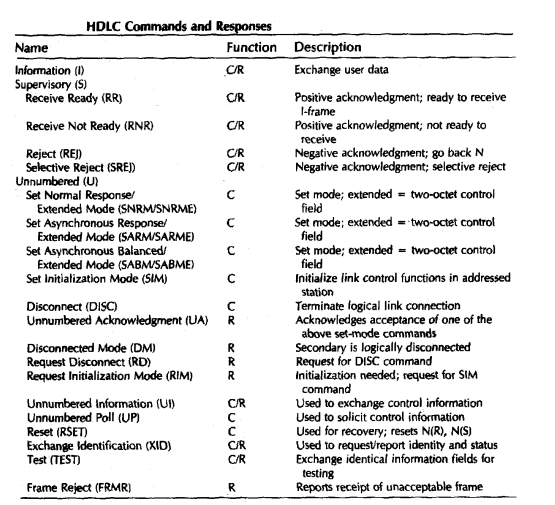 HDLC Commands and Responses
Name Function Description
Information (I) C/R Exchange user data
Supervisory (S)
Receive Ready (RR) C/R Positive acknowledgment; ready to receive
I-frame
Receive Not Ready (RNR) C/R Positive acknowledgment; not ready to
receive
Reject (REJ) C/R Negative acknowledgment; go back N
Selective Reject (SREJ) C/R Negative acknowledgment; selective reject
Unnumbered (U)
Set Normal Response/ C Set mode; extended = two-octet control
Extended Mode (SNRM/SNRME) field
Set Asynchronous Response/ C Set mode; extended = two-octet control
Extended Mode (SARM/SARME) field
Set Asynchronous Balanced/ C Set mode; extended = two-octet control
Extended Mode (SABM/SABME) field
Set Initialization Mode (SIM) C Initialize link control functions in addressed
station
Disconnect (DISC) C Terminate logical link connection
Unnumbered Acknowledgment (UA) R Acknowledges acceptance of one of the
above set-mode commands
Disconnected Mode (DM) R Secondary is logically disconnected
Request Disconnect (RD) R Request for DISC command
Request Initialization Mode (RIM) R Initialization needed; request for SIM
command
Unnumbered Information (UI) C/R Used to exchange control information
Unnumbered Poll (UP) C Used to solicit control information
Reset (RSET) C Used for recovery; resets N(R), N(S)
Exchange Identification (XID) C/R Used to request/report identity and status
Test (TEST) C/R Exchange identical information fields for
testing
Frame Reject (FRMR) R Reports receipt of unacceptable frame